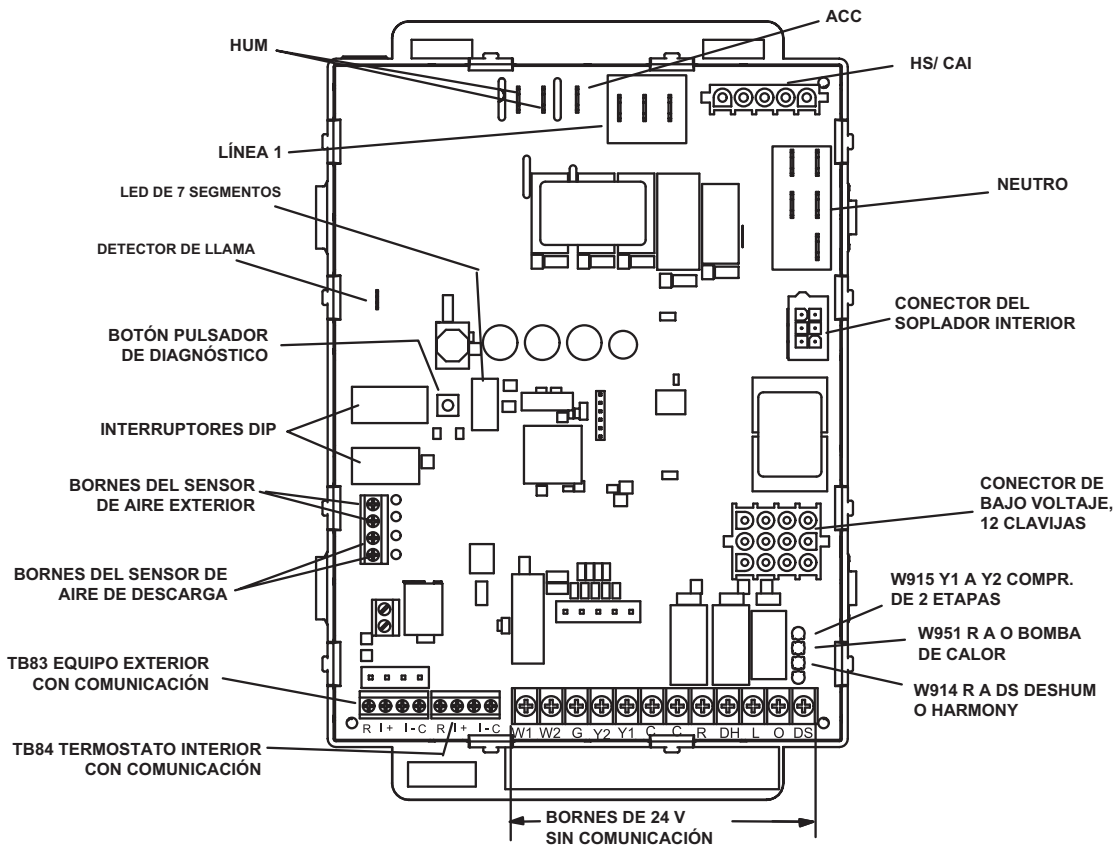 ACC
HUM
HS/ CAI
LÍNEA 1
LED DE 7 SEGMENTOS
NEUTRO
DETECTOR DE LLAMA
CONECTOR DEL
SOPLADOR INTERIOR
BOTÓN PULSADOR
DE DIAGNÓSTICO
INTERRUPTORES DIP
BORNES DEL SENSOR
DE AIRE EXTERIOR
CONECTOR DE
BAJO VOLTAJE,
12 CLAVIJAS
BORNES DEL SENSOR DE
AIRE DE DESCARGA
W915 Y1 A Y2 COMPR.
DE 2 ETAPAS
W951 R A O BOMBA
DE CALOR
W914 R A DS DESHUM
O HARMONY
TB83 EQUIPO EXTERIOR
CON COMUNICACIÓN
R I + I - C R I + I - C W1 W2 G Y2 Y1 C C R DH L O DS
TB84 TERMOSTATO INTERIOR
CON COMUNICACIÓN
BORNES DE 24 V
SIN COMUNICACIÓN